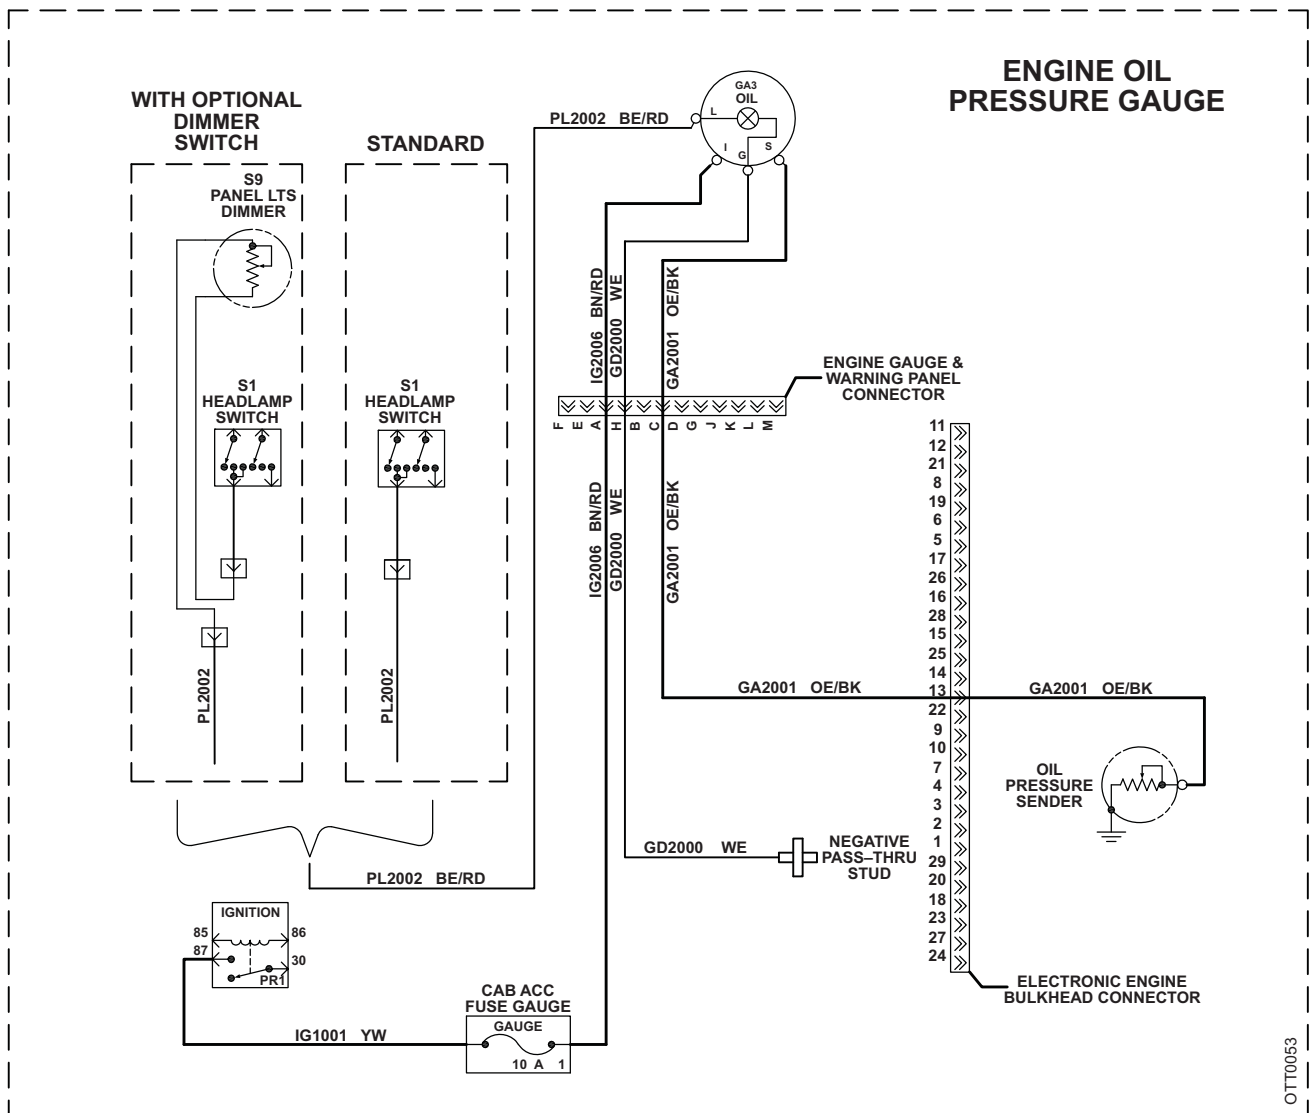 ENGINE OIL
PRESSURE GAUGE
WITH OPTIONAL
DIMMER
SWITCH
STANDARD
S9
PANEL LTS
DIMMER
S1
HEADLAMP
SWITCH
S1
HEADLAMP
SWITCH
PL2002
PL2002
PL2002 BE/RD
GA3
OIL
L
I
G
S
IG2006 BN/RD
GD2000 WE
GA2001 OE/BK
ENGINE GAUGE &
WARNING PANEL
CONNECTOR
F
E
A
H
B
C
D
G
J
K
L
M
IG2006 BN/RD
GD2000 WE
GA2001 OE/BK
11
12
21
8
19
6
5
17
26
16
28
15
25
14
13
22
9
10
7
4
3
2
1
29
20
18
23
27
24
GA2001 OE/BK
GA2001 OE/BK
OIL
PRESSURE
SENDER
GD2000 WE
NEGATIVE
PASS–THRU
STUD
PL2002 BE/RD
IGNITION
85
86
87
30
PR1
IG1001 YW
CAB ACC
FUSE GAUGE
GAUGE
10 A 1
ELECTRONIC ENGINE
BULKHEAD CONNECTOR
OTT0053